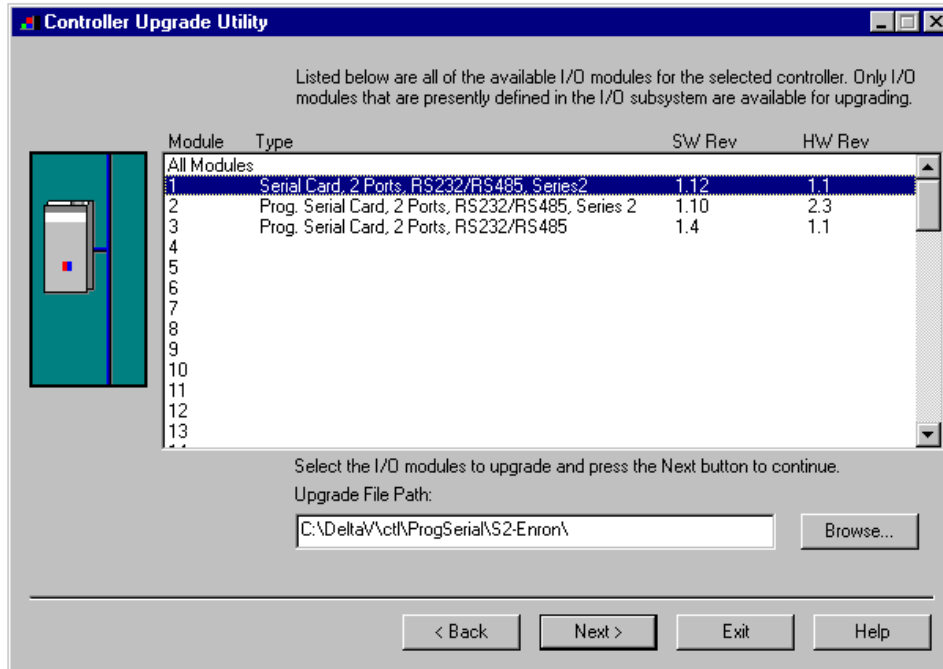 Controller Upgrade Utility
Listed below are all of the available I/O modules for the selected controller. Only I/O
modules that are presently defined in the I/O subsystem are available for upgrading.
Module Type SW Rev HW Rev
All Modules
1 Serial Card, 2 Ports, RS232/RS485, Series2 1.12 1.1
2 Prog. Serial Card, 2 Ports, RS232/RS485, Series 2 1.10 2.3
3 Prog. Serial Card, 2 Ports, RS232/RS485 1.4 1.1
4
5
6
7
8
9
10
11
12
13
Select the I/O modules to upgrade and press the Next button to continue.
Upgrade File Path:
C:\DeltaV\ctl\ProgSerial\S2-Enron\
Browse...
< Back Next > Exit Help